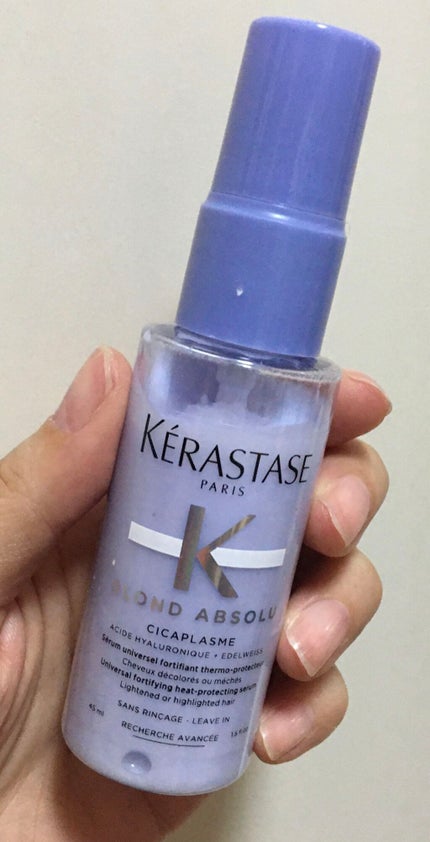 KÉRASTASE
PARIS
K
BLOND ABSOLU
CICAPLASME
ACIDE HYALURONIQUE + EDELWEISS
Sérum universel fortifiant thermo-protecteur
Cheveux décolorés ou méchés
Universal fortifying heat-protecting serum
Lightened or highlighted hair
SANS RINCAGE - LEAVE IN
45 ml
RECHERCHE AVANCÉE